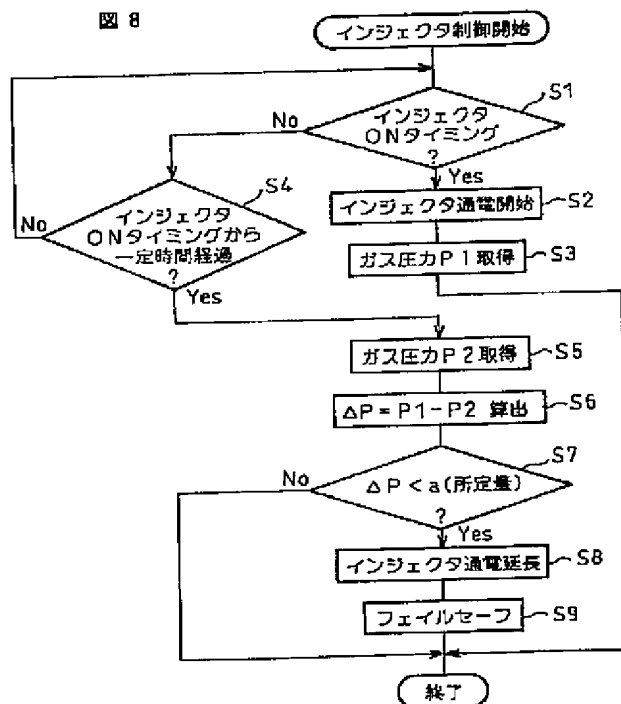 図 8
インジェクタ制御開始
S1
インジェクタ
ONタイミング
?
No
Yes
S4
インジェクタ
ONタイミングから
一定時間経過
?
No
Yes
インジェクタ通電開始
S2
ガス圧力P1取得
S3
ガス圧力P2取得
S5
△P=P1-P2 算出
S6
S7
△P<a(所定量)
?
No
Yes
インジェクタ通電延長
S8
フェイルセーフ
S9
終了